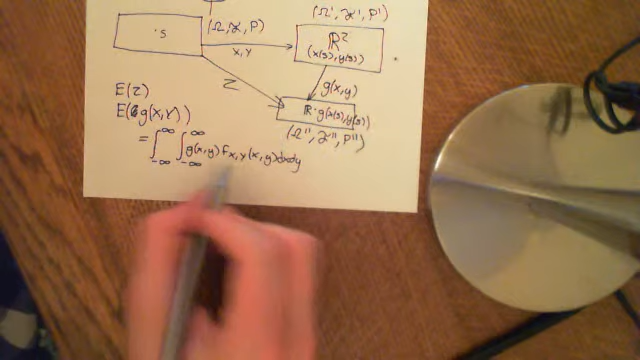 (Ω, 𝓕, P)
(Ω', 𝓕', P')
·s
X, Y
ℝ²
(x(s), y(s))
Z
g(x, y)
E(Z)
E(g(X, Y))
ℝ·g(x(s), y(s))
(Ω'', 𝓕'', P'')
= ∫_{-∞}^{∞} ∫_{-∞}^{∞} g(x, y) f_{X, Y}(x, y) dx dy